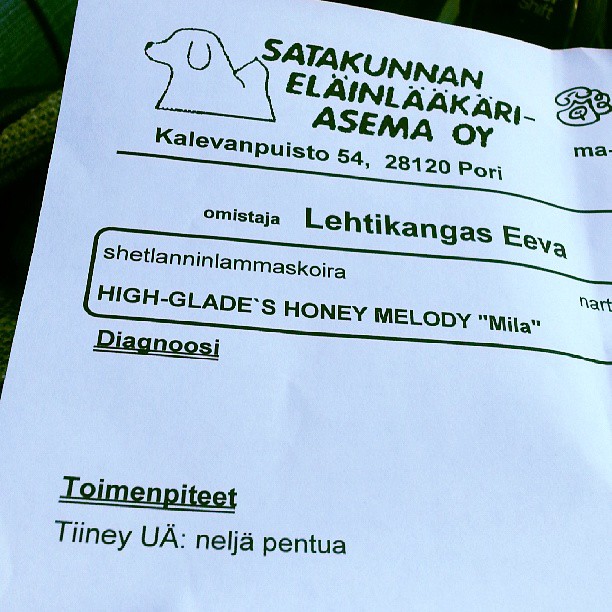 SATAKUNNAN
ELÄINLÄÄKÄRI-
ASEMA OY
Kalevanpuisto 54, 28120 Pori
ma-
omistaja Lehtikangas Eeva
shetlanninlammaskoira
nart
HIGH-GLADE`S HONEY MELODY "Mila"
Diagnoosi
Toimenpiteet
Tiiney UÄ: neljä pentua